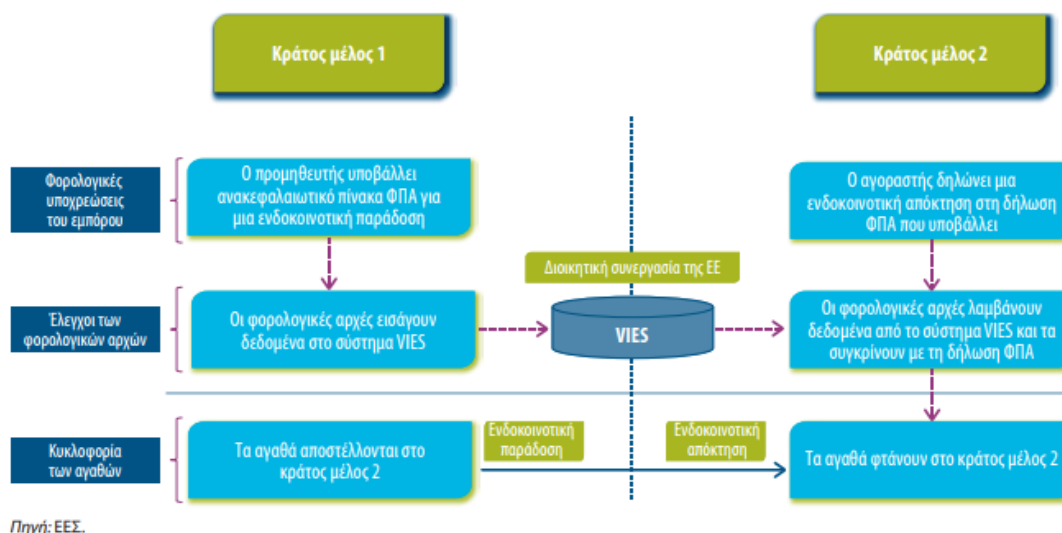 Κράτος μέλος 1
Κράτος μέλος 2
Φορολογικές
υποχρεώσεις
του εμπόρου
Ο προμηθευτής υποβάλλει
ανακεφαλαιωτικό πίνακα ΦΠΑ για
μια ενδοκοινοτική παράδοση
Ο αγοραστής δηλώνει μια
ενδοκοινοτική απόκτηση στη δήλωση
ΦΠΑ που υποβάλλει
Διοικητική συνεργασία της ΕΕ
Έλεγχοι των
φορολογικών αρχών
Οι φορολογικές αρχές εισάγουν
δεδομένα στο σύστημα VIES
VIES
Οι φορολογικές αρχές λαμβάνουν
δεδομένα από το σύστημα VIES και τα
συγκρίνουν με τη δήλωση ΦΠΑ
Κυκλοφορία
των αγαθών
Τα αγαθά αποστέλλονται στο
κράτος μέλος 2
Ενδοκοινοτική
παράδοση
Ενδοκοινοτική
απόκτηση
Τα αγαθά φτάνουν στο κράτος μέλος 2
Πηγή: ΕΕΣ.